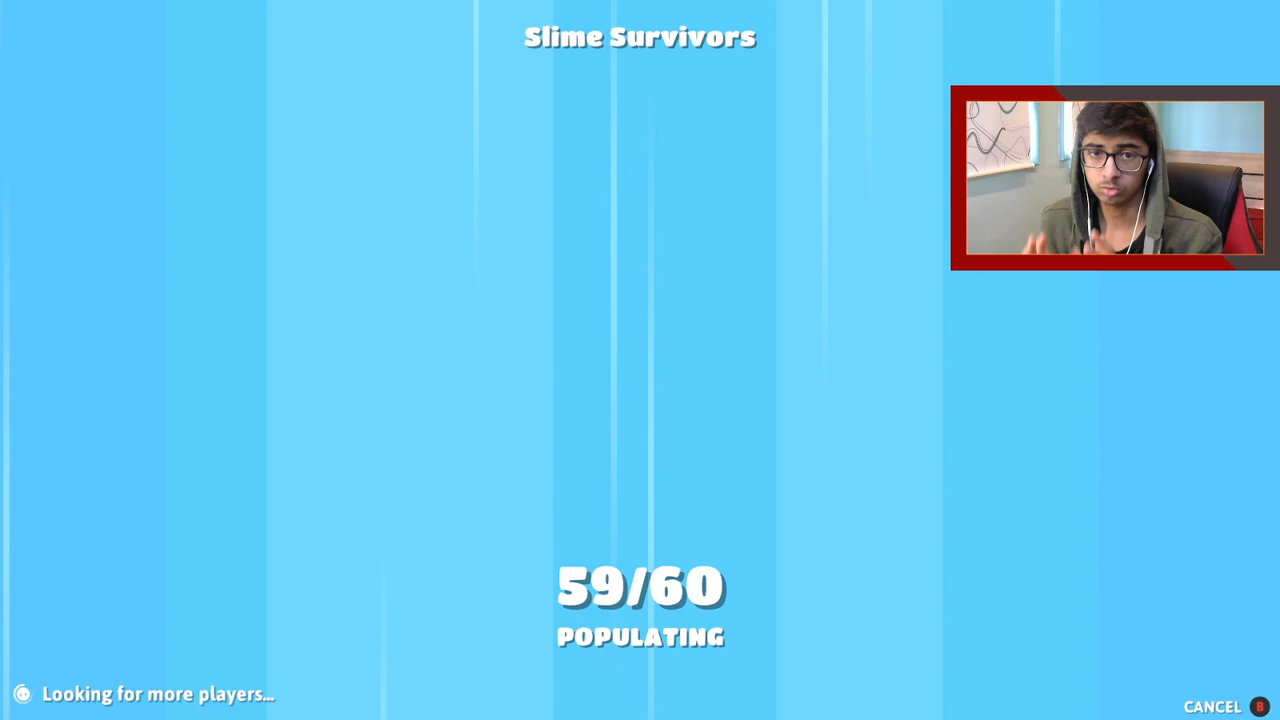 Slime Survivors
59/60
POPULATING
Looking for more players...
CANCEL B